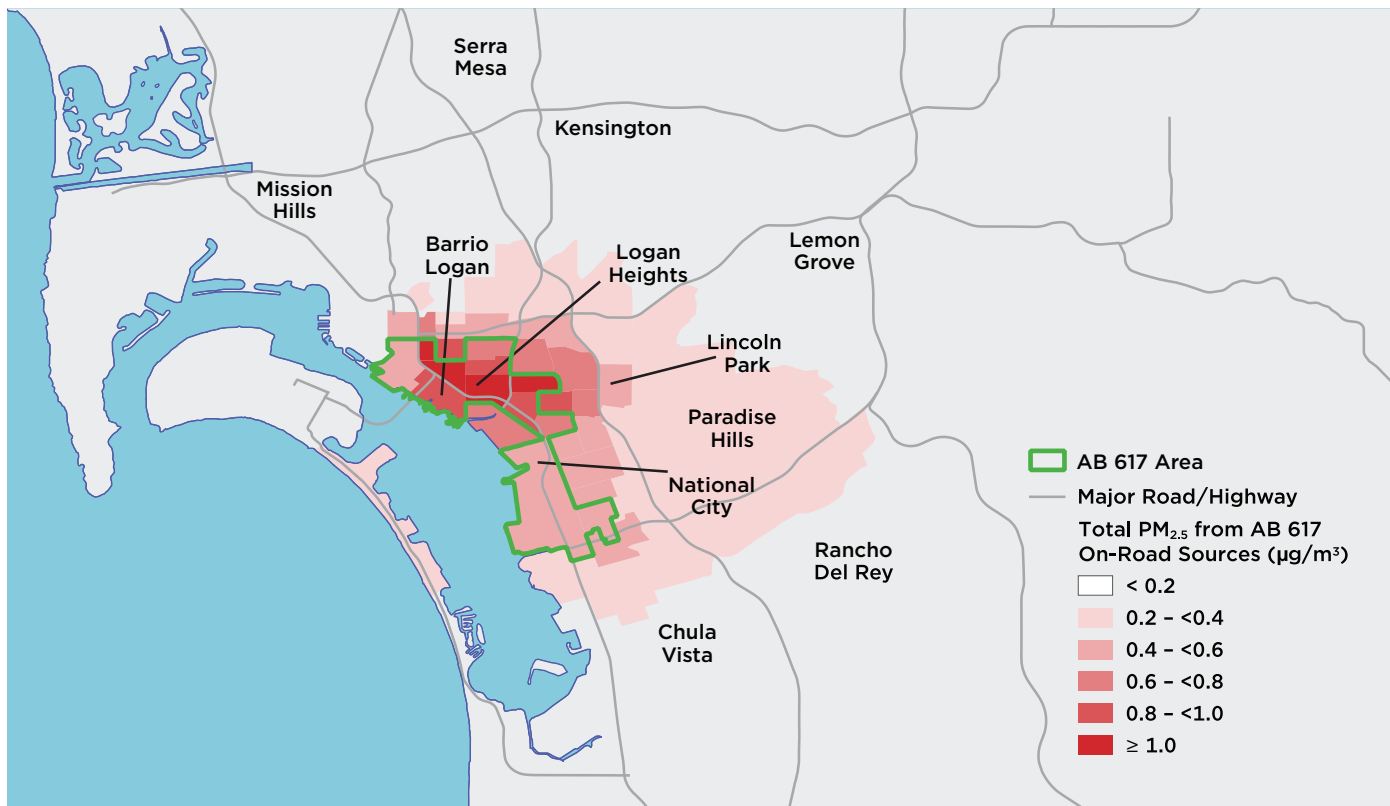 Serra
Mesa
Kensington
Mission
Hills
Barrio
Logan
Logan
Heights
Lemon
Grove
Lincoln
Park
Paradise
Hills
National
City
Rancho
Del Rey
Chula
Vista
AB 617 Area
Major Road/Highway
Total PM₂.₅ from AB 617
On-Road Sources (µg/m³)
< 0.2
0.2 – <0.4
0.4 – <0.6
0.6 – <0.8
0.8 – <1.0
≥ 1.0